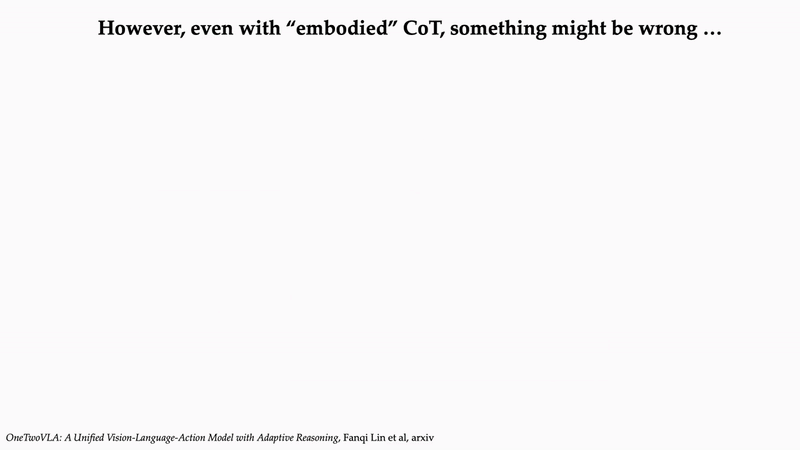 However, even with “embodied” CoT, something might be wrong …
OneTwoVLA: A Unified Vision-Language-Action Model with Adaptive Reasoning, Fanqi Lin et al, arxiv